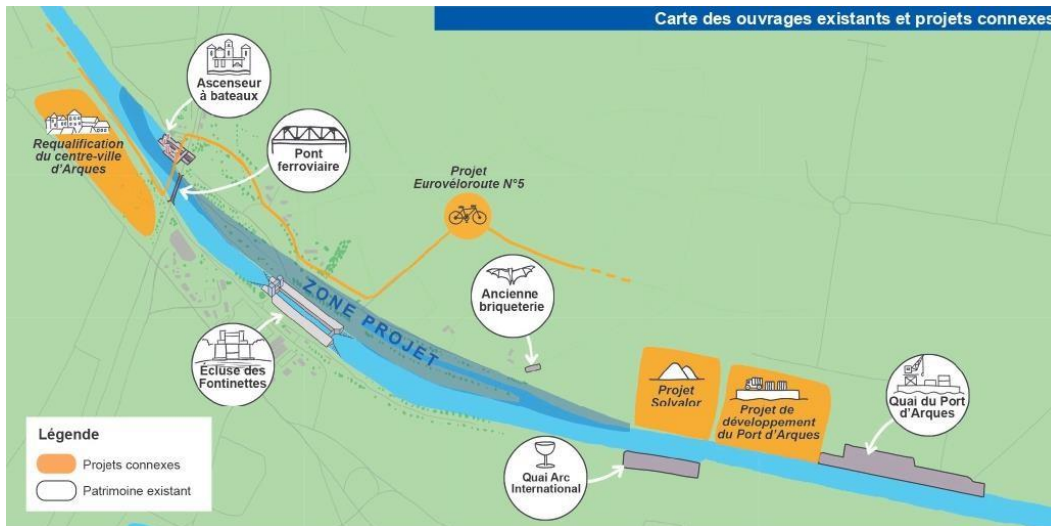 Carte des ouvrages existants et projets connexes
Ascenseur
à bateaux
Pont
ferroviaire
Requalification
du centre-ville
d'Arques
Projet
Eurovéloroute N°5
Ancienne
briqueterie
ZONE PROJET
Écluse des
Fontinettes
Projet
Solvalor
Projet de
développement
du Port d'Arques
Quai du Port
d'Arques
Quai Arc
International
Légende
Projets connexes
Patrimoine existant